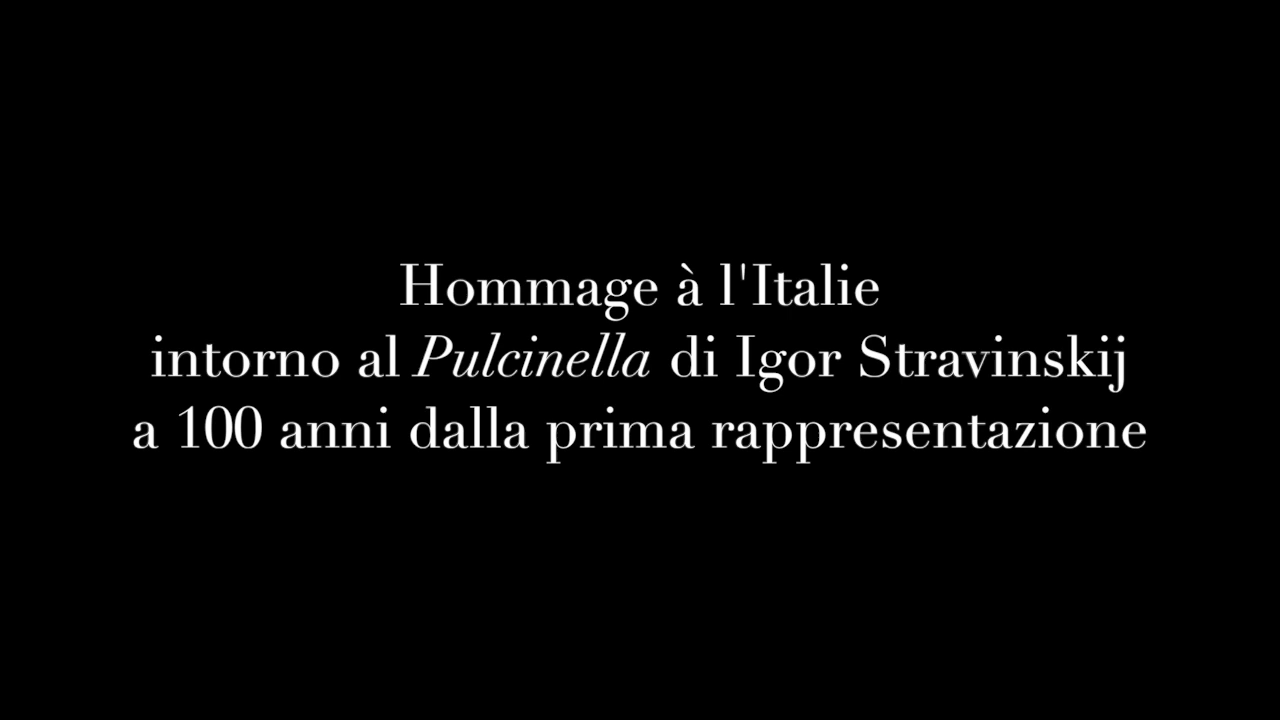 Hommage à l'Italie
intorno al Pulcinella di Igor Stravinskij
a 100 anni dalla prima rappresentazione